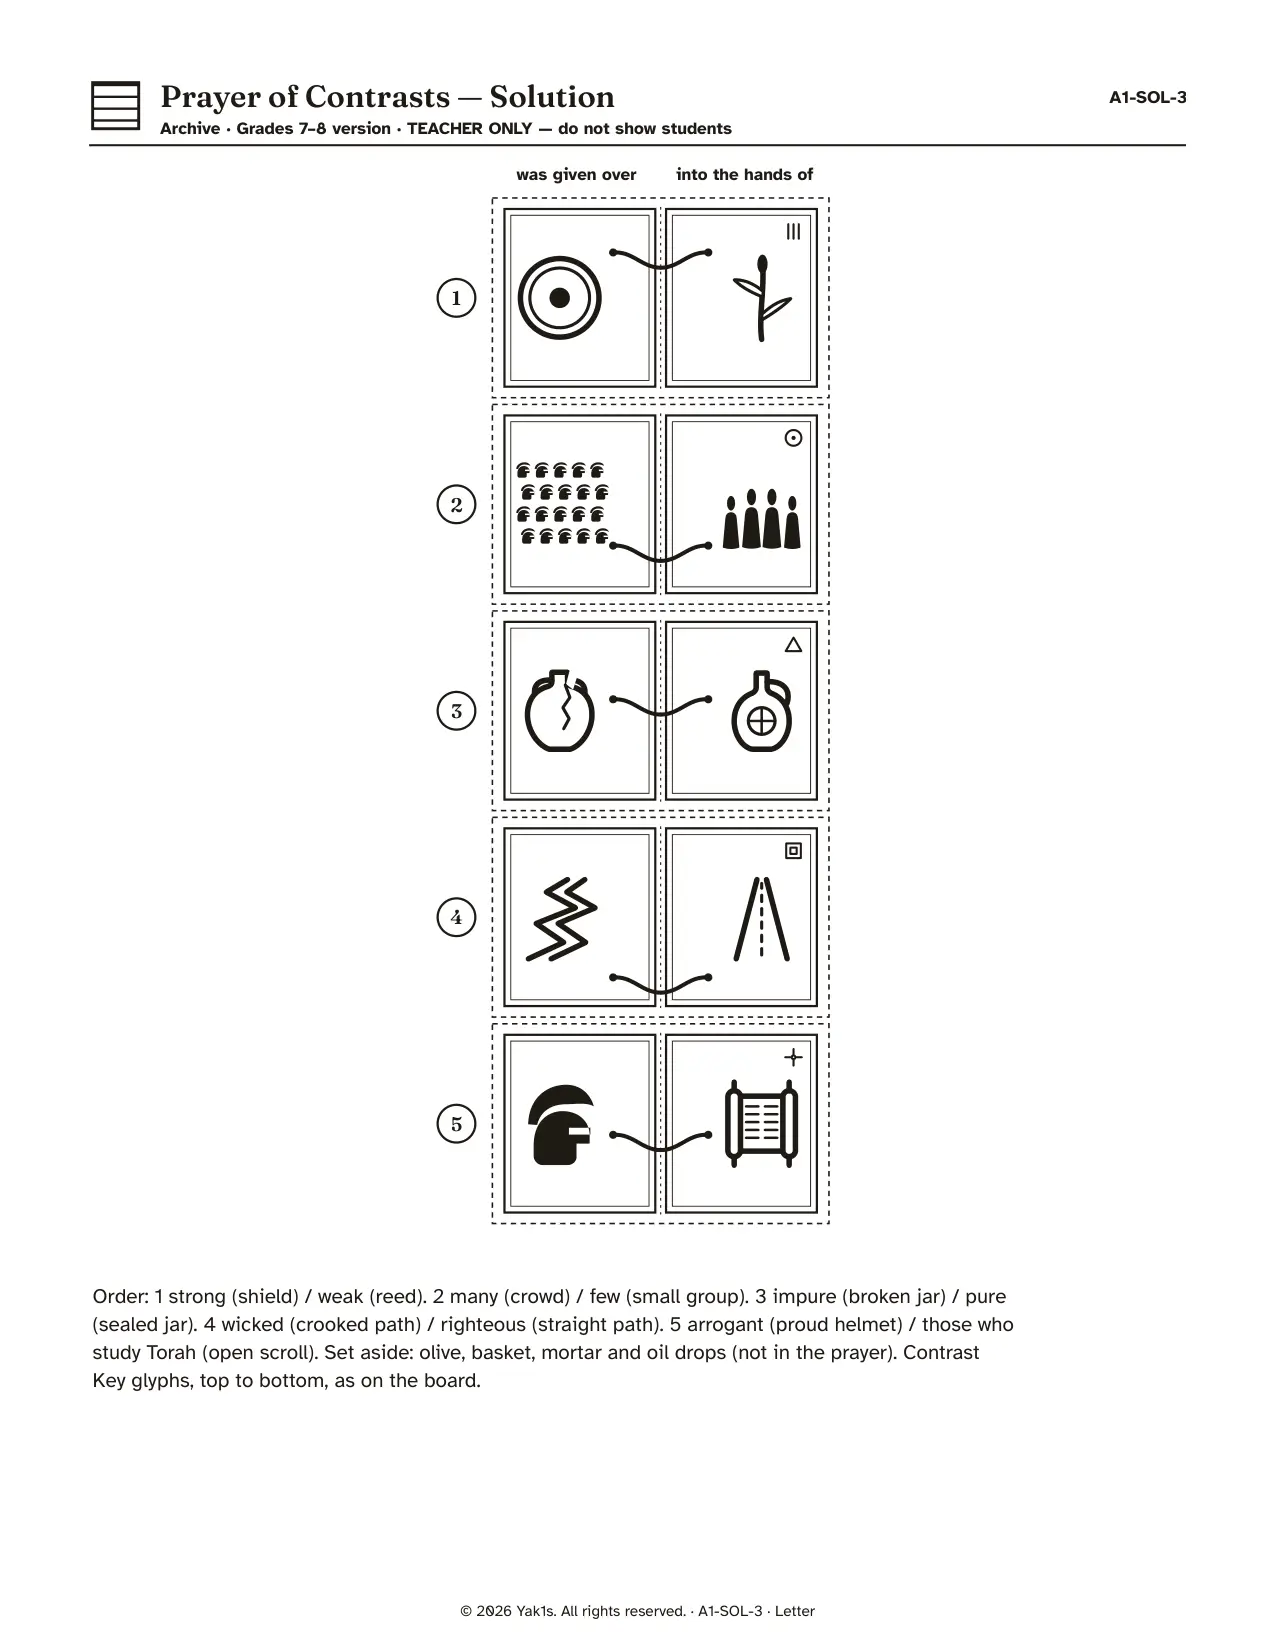 Prayer of Contrasts — Solution
A1-SOL-3
Archive · Grades 7–8 version · TEACHER ONLY — do not show students
was given over into the hands of
1
2
3
4
5
Order: 1 strong (shield) / weak (reed). 2 many (crowd) / few (small group). 3 impure (broken jar) / pure
(sealed jar). 4 wicked (crooked path) / righteous (straight path). 5 arrogant (proud helmet) / those who
study Torah (open scroll). Set aside: olive, basket, mortar and oil drops (not in the prayer). Contrast
Key glyphs, top to bottom, as on the board.
© 2026 Yak1s. All rights reserved. · A1-SOL-3 · Letter